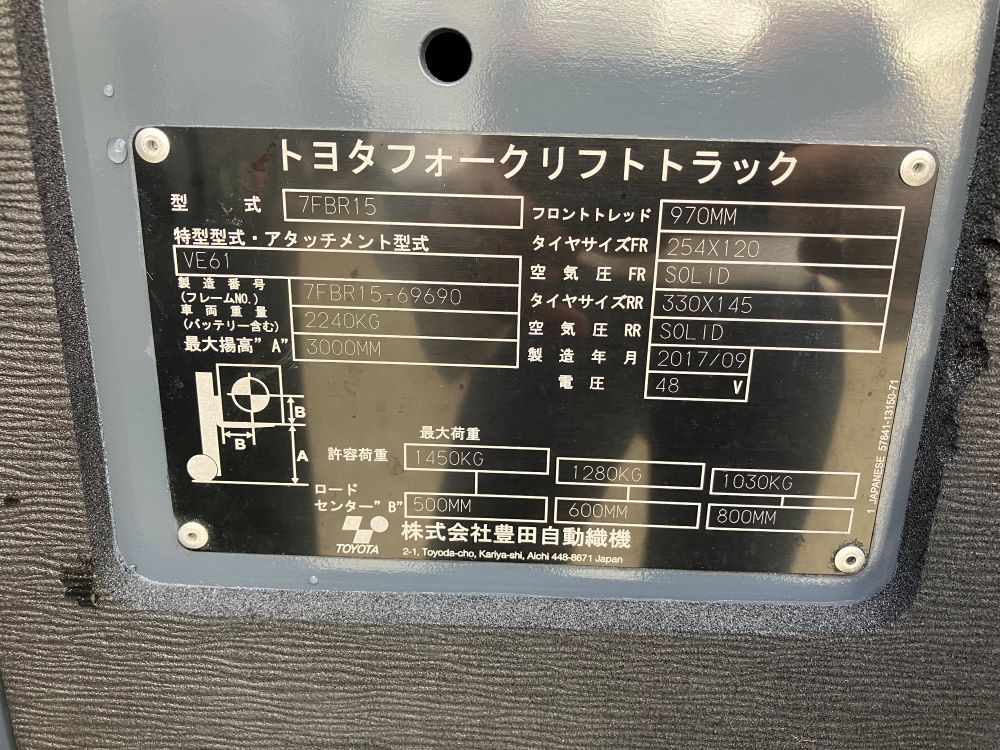 トヨタフォークリフトトラック
型 式 7FBR15
特型型式・アタッチメント型式
VE61
製造番号
(フレームNO.) 7FBR15-69690
車両重量
(バッテリー含む) 2240KG
最大揚高"A" 3000MM
フロントトレッド 970MM
タイヤサイズFR 254X120
空気圧 FR SOLID
タイヤサイズRR 330X145
空気圧 RR SOLID
製造年月 2017/09
電圧 48 V
B
B
A
最大荷重
許容荷重 1450KG 1280KG 1030KG
ロード
センター"B" 500MM 600MM 800MM
TOYOTA
株式会社豊田自動織機
2-1, Toyoda-cho, Kariya-shi, Aichi 448-8671 Japan
1 JAPANESE 57841-13150-71